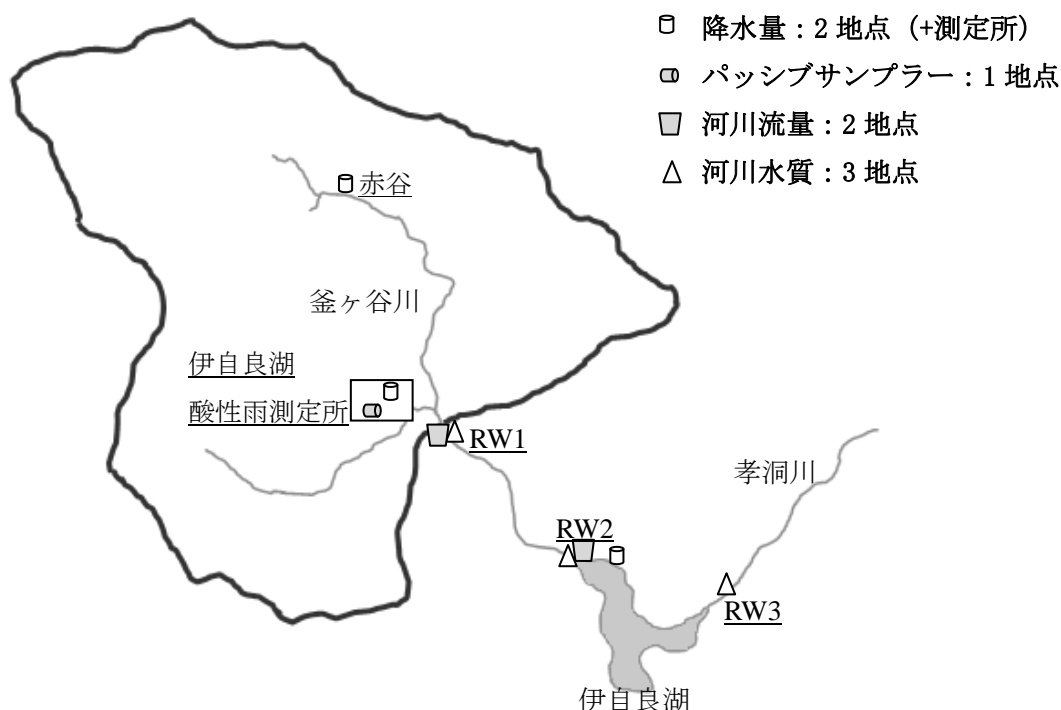 降水量：2 地点（+測定所）
パッシブサンプラー：1 地点
河川流量：2 地点
河川水質：3 地点
赤谷
釜ヶ谷川
伊自良湖
酸性雨測定所
RW1
孝洞川
RW2
RW3
伊自良湖